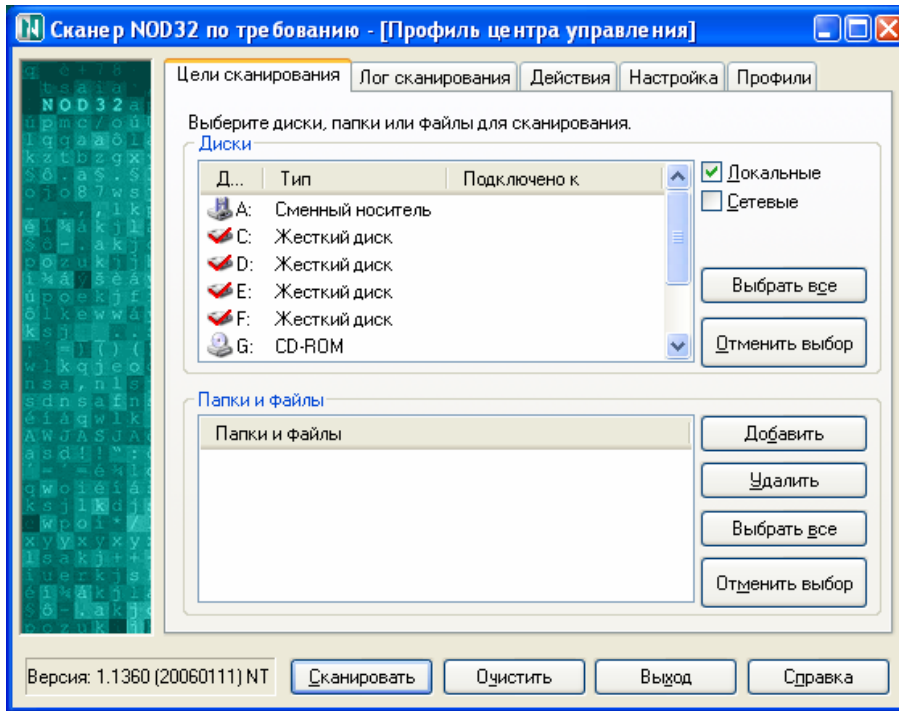 Сканер NOD32 по требованию - [Профиль центра управления]
Цели сканирования
Лог сканирования
Действия
Настройка
Профили
NOD32
Выберите диски, папки или файлы для сканирования.
Диски
Д... Тип Подключено к
A: Сменный носитель
C: Жесткий диск
D: Жесткий диск
E: Жесткий диск
F: Жесткий диск
G: CD-ROM
Локальные
Сетевые
Выбрать все
Отменить выбор
Папки и файлы
Папки и файлы
Добавить
Удалить
Выбрать все
Отменить выбор
Версия: 1.1360 (20060111) NT
Сканировать
Очистить
Выход
Справка